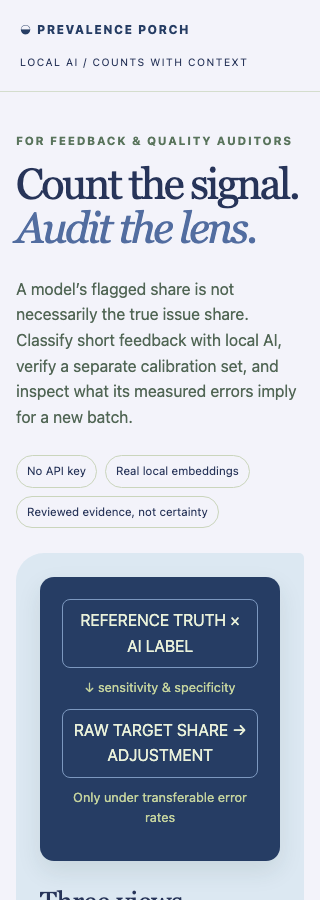 PREVALENCE PORCH
LOCAL AI / COUNTS WITH CONTEXT
FOR FEEDBACK & QUALITY AUDITORS
Count the signal.
Audit the lens.
A model’s flagged share is not
necessarily the true issue share.
Classify short feedback with local AI,
verify a separate calibration set, and
inspect what its measured errors imply
for a new batch.
No API key
Real local embeddings
Reviewed evidence, not certainty
REFERENCE TRUTH ×
AI LABEL
↓ sensitivity & specificity
RAW TARGET SHARE →
ADJUSTMENT
Only under transferable error
rates
Three views